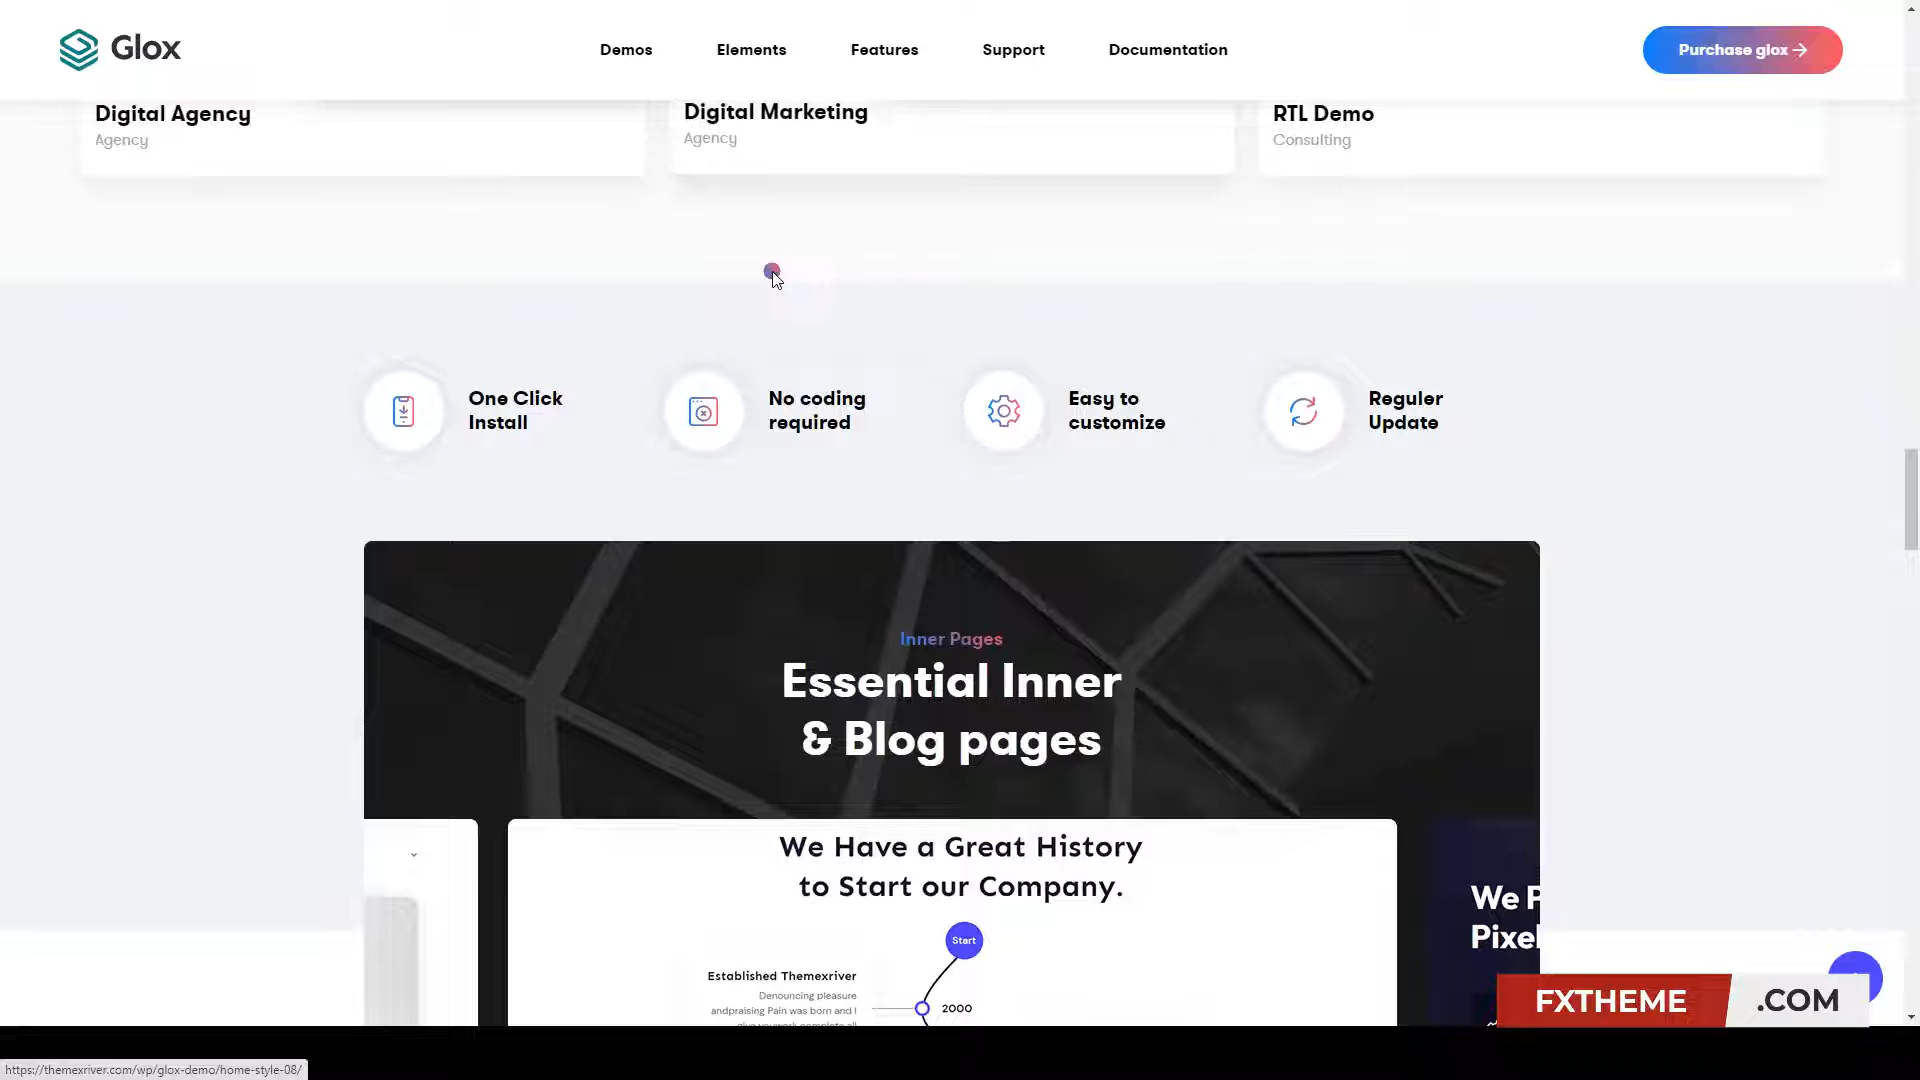 Glox
Demos
Elements
Features
Support
Documentation
Purchase glox
Digital Agency
Agency
Digital Marketing
Agency
RTL Demo
Consulting
One Click
Install
No coding
required
Easy to
customize
Reguler
Update
Inner Pages
Essential Inner
& Blog pages
We Have a Great History
to Start our Company.
Start
Established Themexriver
Denouncing pleasure
andpraising Pain was born and I
2000
We P
Pixel
FXTHEME
.COM
https://themexriver.com/wp/glox-demo/home-style-08/